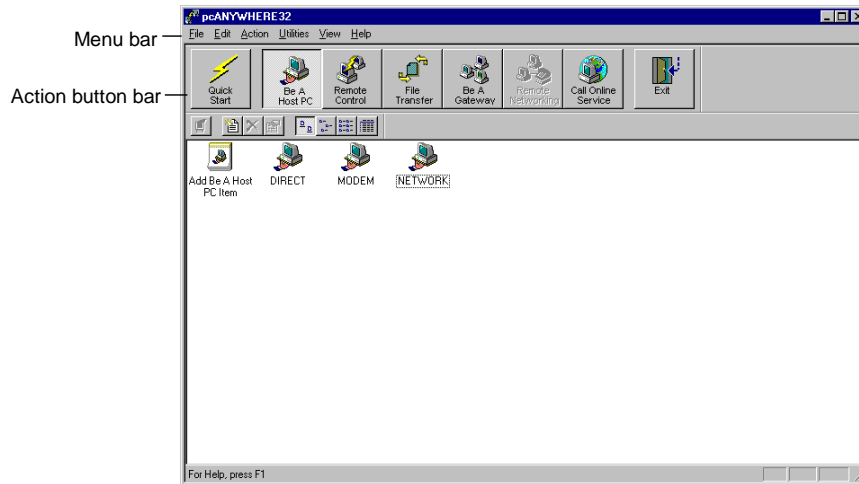 pcANYWHERE32
Menu bar
File Edit Action Utilities View Help
Action button bar
Quick
Start
Be A
Host PC
Remote
Control
File
Transfer
Be A
Gateway
Remote
Networking
Call Online
Service
Exit
Add Be A Host
PC Item
DIRECT
MODEM
NETWORK
For Help, press F1